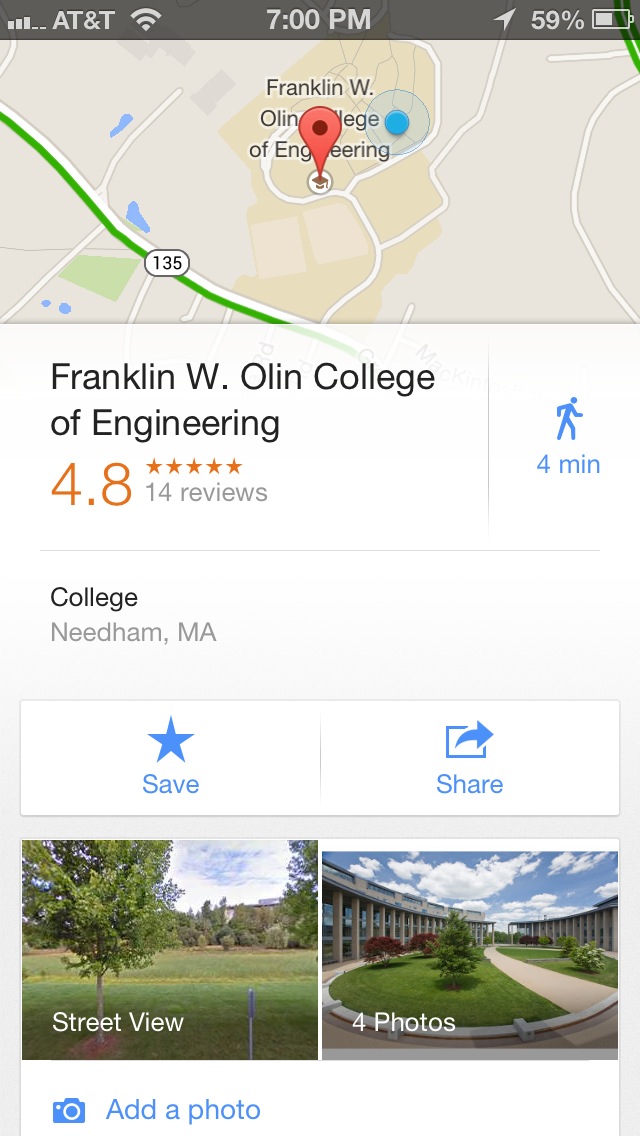 AT&T 7:00 PM 59%
Franklin W.
Olin College
of Engineering
135
Franklin W. Olin College
of Engineering
4 min
4.8
14 reviews
College
Needham, MA
Save Share
Street View 4 Photos
Add a photo